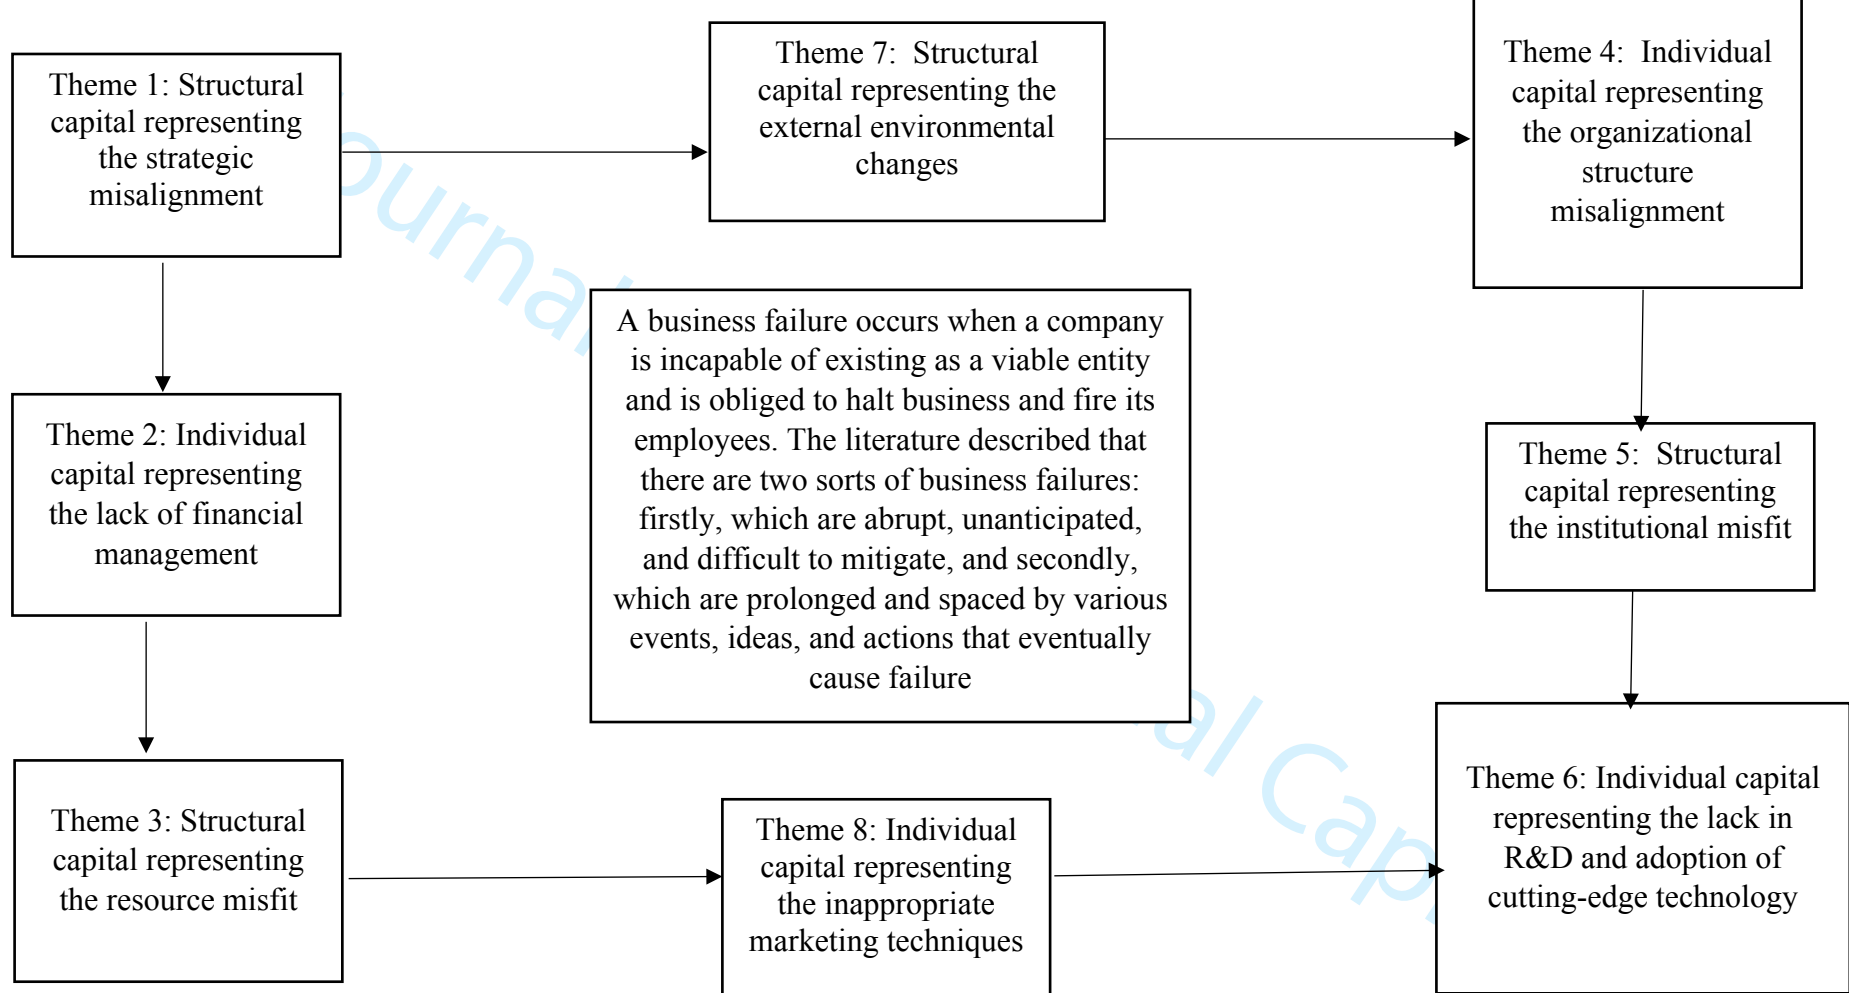 Theme 1: Structural
capital representing
the strategic
misalignment
Theme 7:  Structural
capital representing the
external environmental
changes
Theme 4:  Individual
capital representing
the organizational
structure
misalignment
A business failure occurs when a company
is incapable of existing as a viable entity
and is obliged to halt business and fire its
employees. The literature described that
there are two sorts of business failures:
firstly, which are abrupt, unanticipated,
and difficult to mitigate, and secondly,
which are prolonged and spaced by various
events, ideas, and actions that eventually
cause failure
Theme 2: Individual
capital representing
the lack of financial
management
Theme 5:  Structural
capital representing
the institutional misfit
Theme 3: Structural
capital representing
the resource misfit
Theme 8: Individual
capital representing
the inappropriate
marketing techniques
Theme 6: Individual capital
representing the lack in
R&D and adoption of
cutting-edge technology